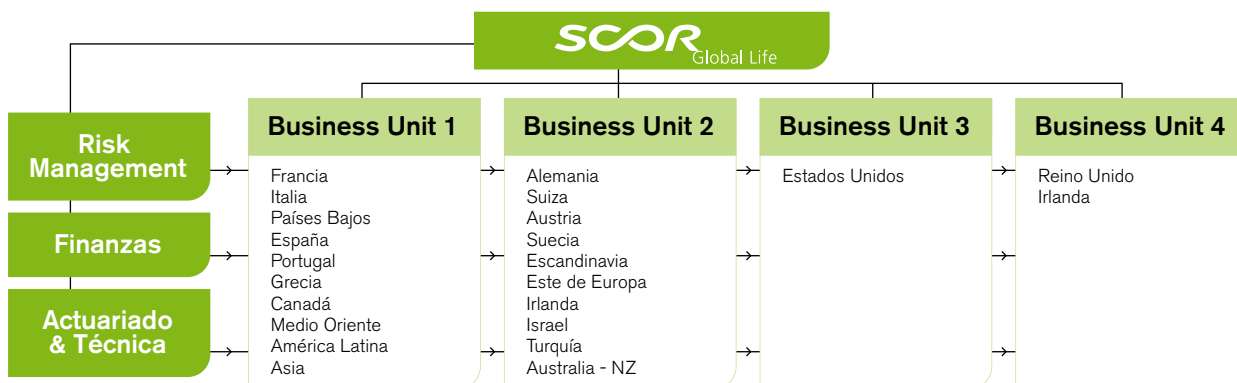 SCOR
Global Life
Risk
Management
Finanzas
Actuariado
& Técnica
Business Unit 1
Francia
Italia
Países Bajos
España
Portugal
Grecia
Canadá
Medio Oriente
América Latina
Asia
Business Unit 2
Alemania
Suiza
Austria
Suecia
Escandinavia
Este de Europa
Irlanda
Israel
Turquía
Australia - NZ
Business Unit 3
Estados Unidos
Business Unit 4
Reino Unido
Irlanda